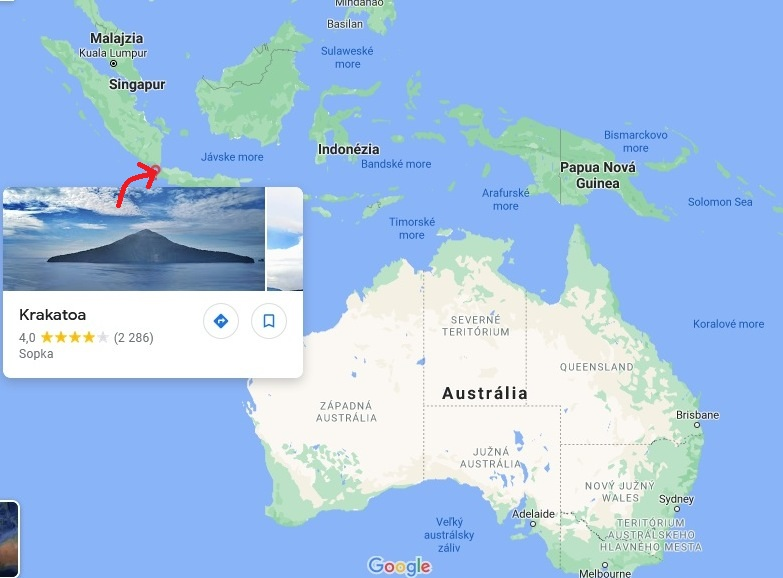 Mindanao
Basilan
Malajzia
Kuala Lumpur
Singapur
Sulaweské
more
Jávske more
Indonézia
Bandské more
Bismarckovo
more
Papua Nová
Guinea
Solomon Sea
Arafurské
more
Timorské
more
Krakatoa
4,0
(2 286)
Sopka
SEVERNÉ
TERITÓRIUM
Koralové more
QUEENSLAND
Austrália
ZÁPADNÁ
AUSTRÁLIA
Brisbane
JUŽNÁ
AUSTRÁLIA
NOVÝ JUŽNÝ
WALES
Sydney
Adelaide
Veľký
austrálsky
záliv
TERITÓRIUM
AUSTRÁLSKEHO
HLAVNÉHO MESTA
Google
Melbourne